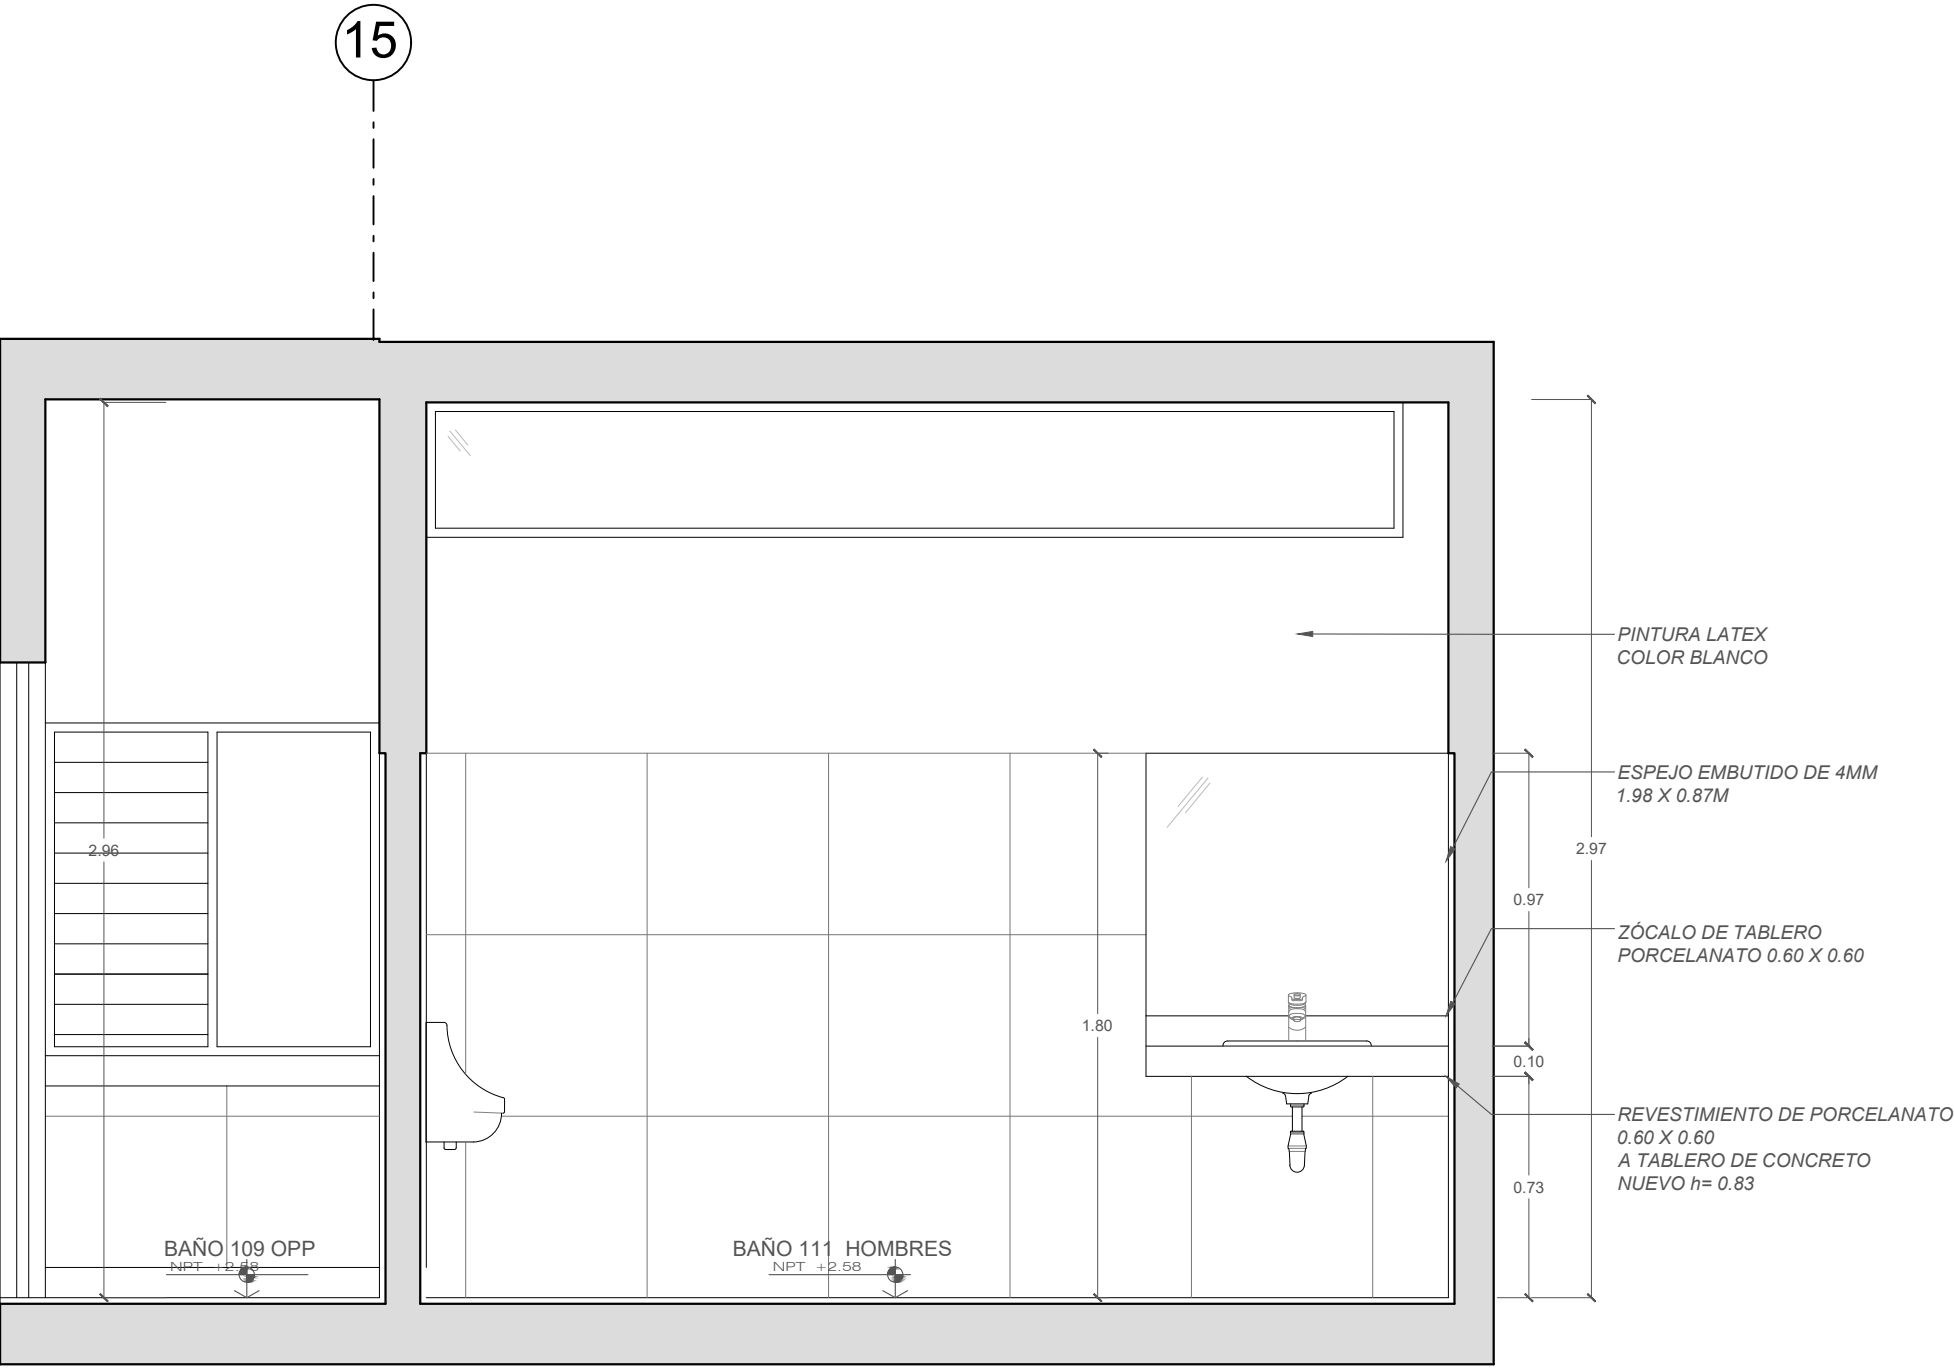 15
PINTURA LATEX
COLOR BLANCO
ESPEJO EMBUTIDO DE 4MM
1.98 X 0.87M
2.96
2.97
0.97
ZÓCALO DE TABLERO
PORCELANATO 0.60 X 0.60
1.80
0.10
REVESTIMIENTO DE PORCELANATO
0.60 X 0.60
A TABLERO DE CONCRETO
NUEVO h= 0.83
0.73
BAÑO 109 OPP
NPT +2.58
BAÑO 111 HOMBRES
NPT +2.58